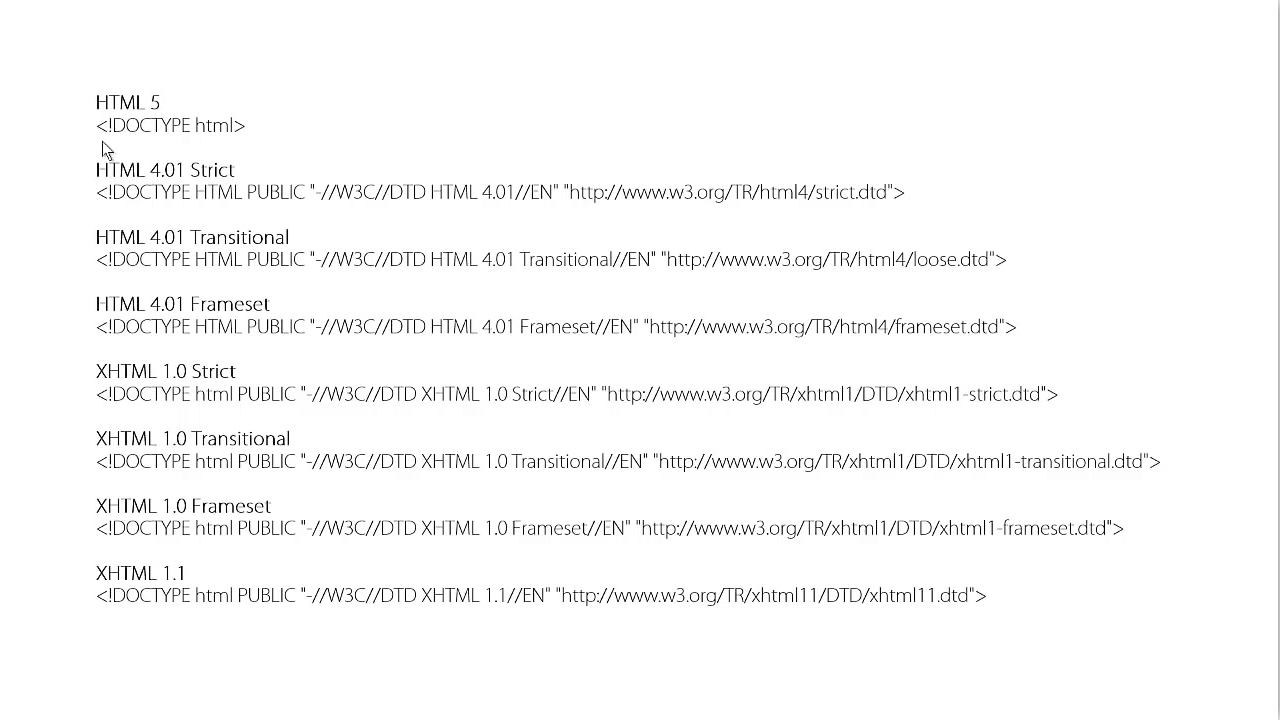 HTML 5
<!DOCTYPE html>
HTML 4.01 Strict
<!DOCTYPE HTML PUBLIC "-//W3C//DTD HTML 4.01//EN" "http://www.w3.org/TR/html4/strict.dtd">
HTML 4.01 Transitional
<!DOCTYPE HTML PUBLIC "-//W3C//DTD HTML 4.01 Transitional//EN" "http://www.w3.org/TR/html4/loose.dtd">
HTML 4.01 Frameset
<!DOCTYPE HTML PUBLIC "-//W3C//DTD HTML 4.01 Frameset//EN" "http://www.w3.org/TR/html4/frameset.dtd">
XHTML 1.0 Strict
<!DOCTYPE html PUBLIC "-//W3C//DTD XHTML 1.0 Strict//EN" "http://www.w3.org/TR/xhtml1/DTD/xhtml1-strict.dtd">
XHTML 1.0 Transitional
<!DOCTYPE html PUBLIC "-//W3C//DTD XHTML 1.0 Transitional//EN" "http://www.w3.org/TR/xhtml1/DTD/xhtml1-transitional.dtd">
XHTML 1.0 Frameset
<!DOCTYPE html PUBLIC "-//W3C//DTD XHTML 1.0 Frameset//EN" "http://www.w3.org/TR/xhtml1/DTD/xhtml1-frameset.dtd">
XHTML 1.1
<!DOCTYPE html PUBLIC "-//W3C//DTD XHTML 1.1//EN" "http://www.w3.org/TR/xhtml11/DTD/xhtml11.dtd">